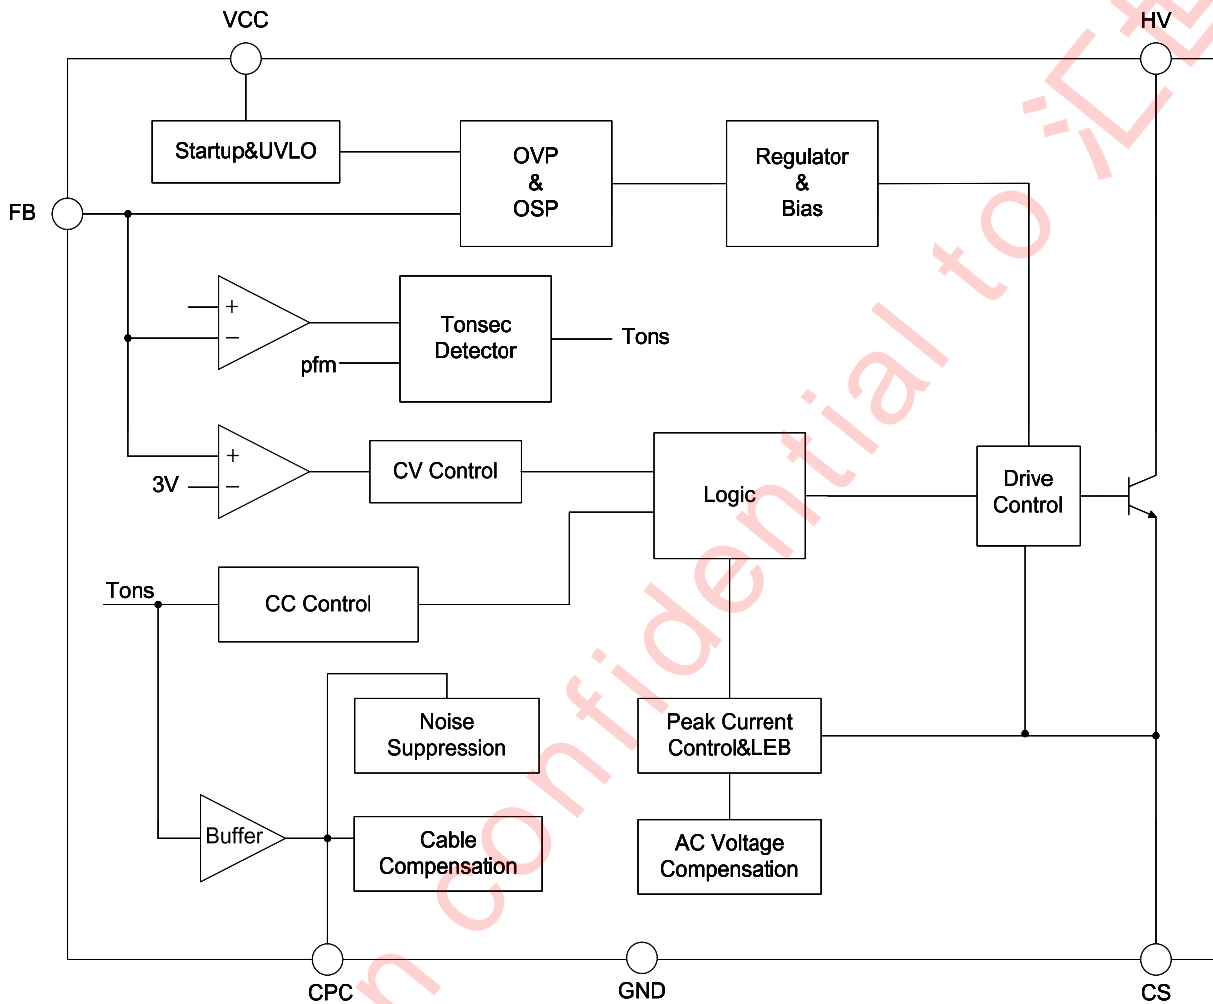 VCC
HV
Startup&UVLO
OVP
&
OSP
Regulator
&
Bias
FB
+
−
Tonsec
Detector
Tons
pfm
+
3V
−
CV Control
Logic
Drive
Control
Tons
CC Control
Noise
Suppression
Peak Current
Control&LEB
Buffer
Cable
Compensation
AC Voltage
Compensation
CPC
GND
CS
confidential to 汇